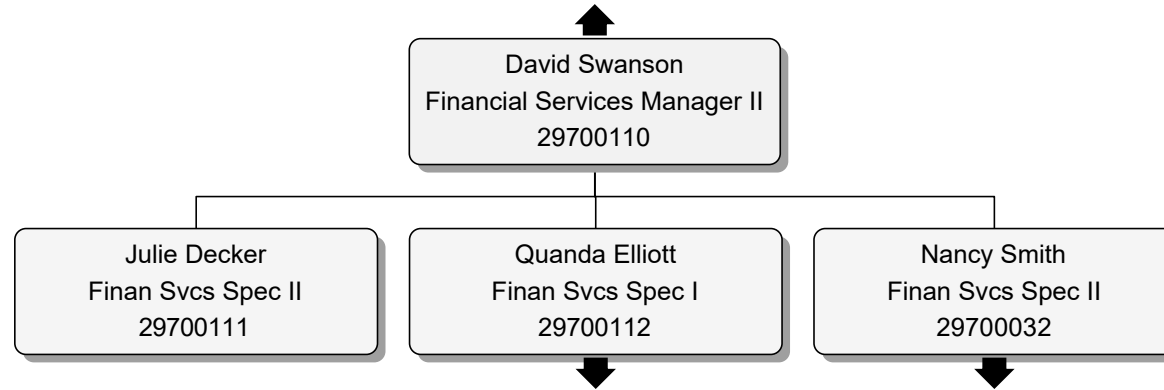 David Swanson
Financial Services Manager II
29700110
Julie Decker
Finan Svcs Spec II
29700111
Quanda Elliott
Finan Svcs Spec I
29700112
Nancy Smith
Finan Svcs Spec II
29700032